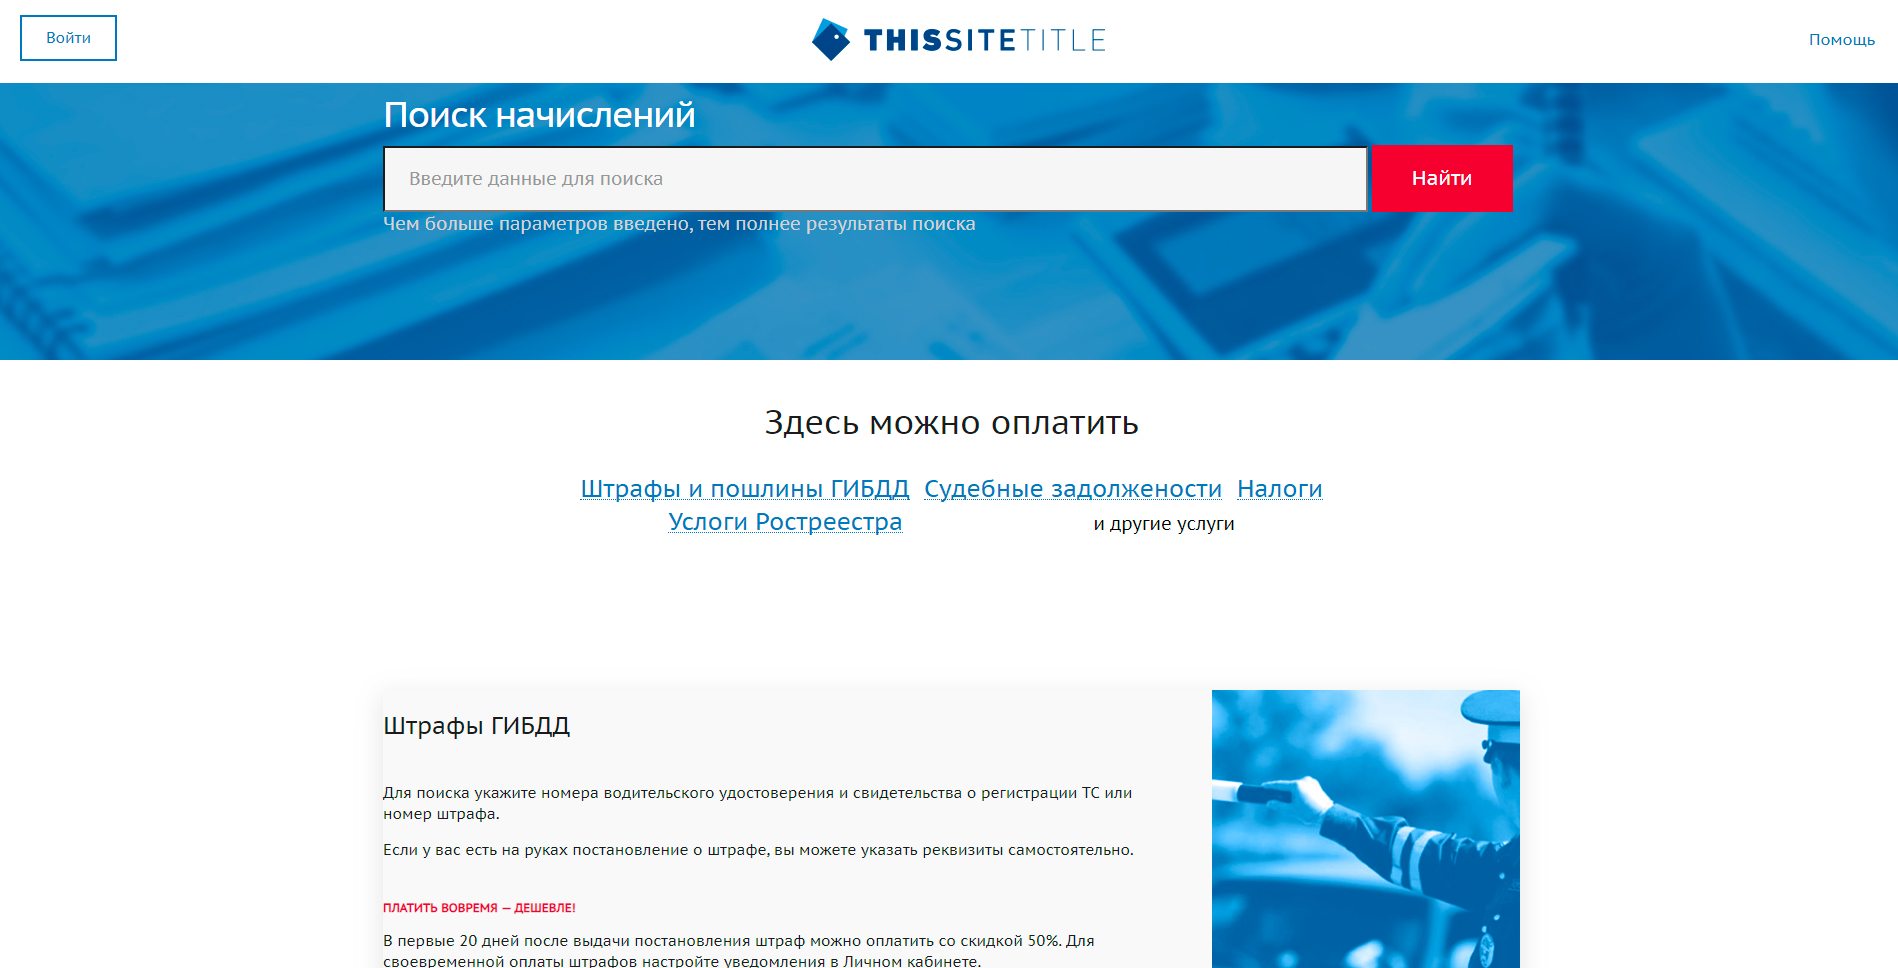 Войти
THISSITETITLE
Помощь
Поиск начислений
Введите данные для поиска
Найти
Чем больше параметров введено, тем полнее результаты поиска
Здесь можно оплатить
Штрафы и пошлины ГИБДД Судебные задолжености Налоги
Услоги Ростреестра и другие услуги
Штрафы ГИБДД
Для поиска укажите номера водительского удостоверения и свидетельства о регистрации ТС или
номер штрафа.
Если у вас есть на руках постановление о штрафе, вы можете указать реквизиты самостоятельно.
ПЛАТИТЬ ВОВРЕМЯ — ДЕШЕВЛЕ!
В первые 20 дней после выдачи постановления штраф можно оплатить со скидкой 50%. Для
своевременной оплаты штрафов настройте уведомления в Личном кабинете.